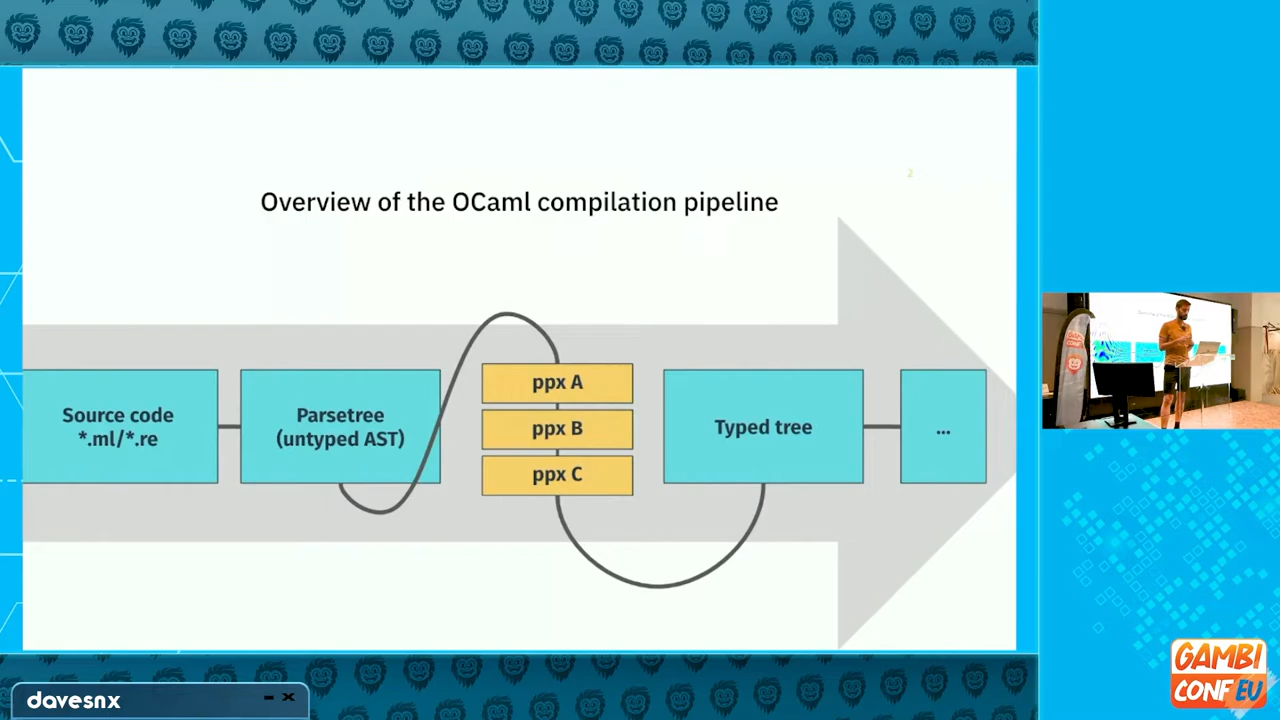 2
Overview of the OCaml compilation pipeline
Source code
*.ml/*.re
Parsetree
(untyped AST)
ppx A
ppx B
ppx C
Typed tree
...
davesnx
GAMBI
CONF EU